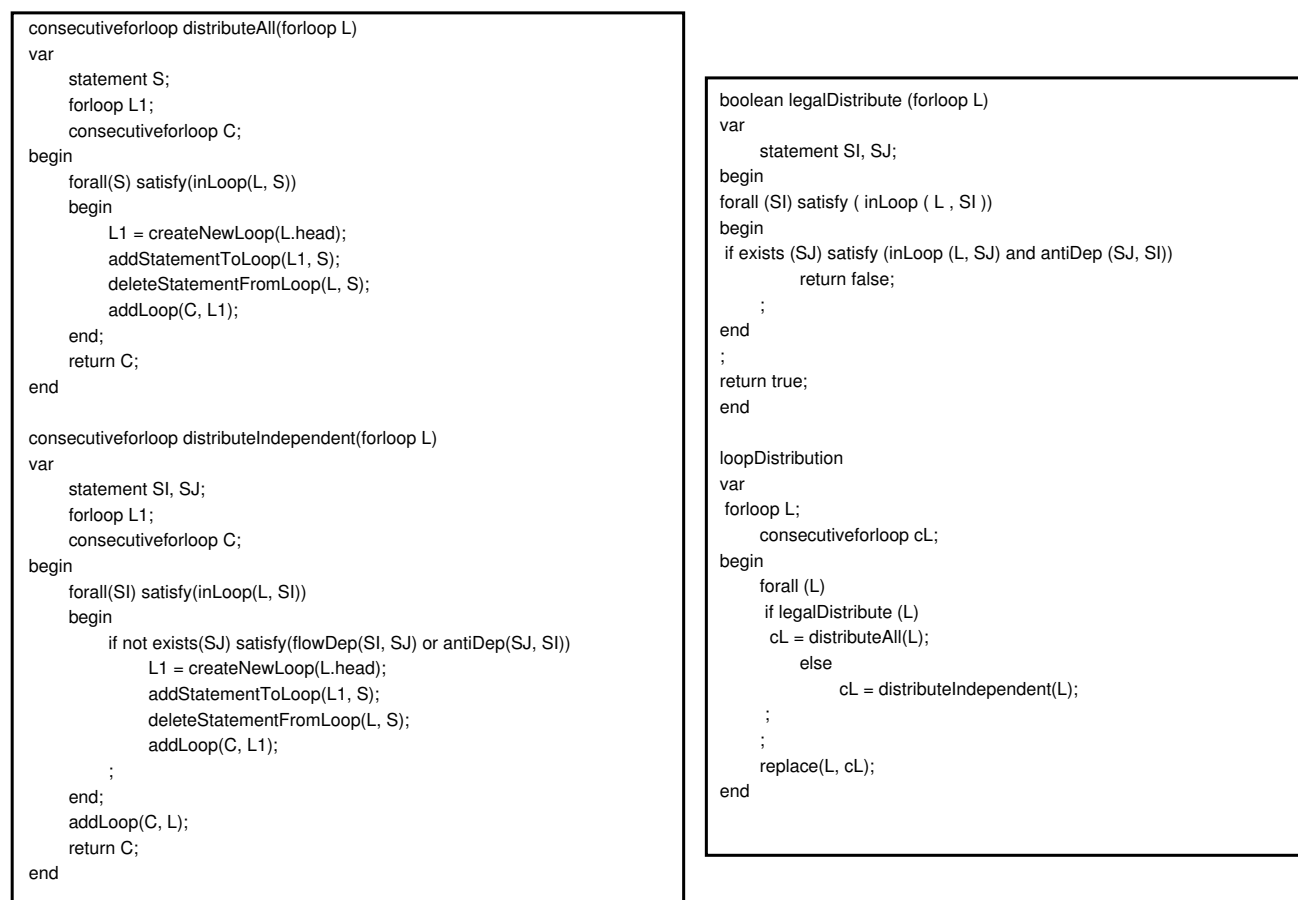 consecutiveforloop distributeAll(forloop L)
var
statement S;
forloop L1;
consecutiveforloop C;
begin
forall(S) satisfy(inLoop(L, S))
begin
L1 = createNewLoop(L.head);
addStatementToLoop(L1, S);
deleteStatementFromLoop(L, S);
addLoop(C, L1);
end;
return C;
end
consecutiveforloop distributeIndependent(forloop L)
var
statement SI, SJ;
forloop L1;
consecutiveforloop C;
begin
forall(SI) satisfy(inLoop(L, SI))
begin
if not exists(SJ) satisfy(flowDep(SI, SJ) or antiDep(SJ, SI))
L1 = createNewLoop(L.head);
addStatementToLoop(L1, S);
deleteStatementFromLoop(L, S);
addLoop(C, L1);
;
end;
addLoop(C, L);
return C;
end
boolean legalDistribute (forloop L)
var
statement SI, SJ;
begin
forall (SI) satisfy ( inLoop ( L , SI ))
begin
if exists (SJ) satisfy (inLoop (L, SJ) and antiDep (SJ, SI))
return false;
;
end
;
return true;
end
loopDistribution
var
forloop L;
consecutiveforloop cL;
begin
forall (L)
if legalDistribute (L)
cL = distributeAll(L);
else
cL = distributeIndependent(L);
;
;
replace(L, cL);
end